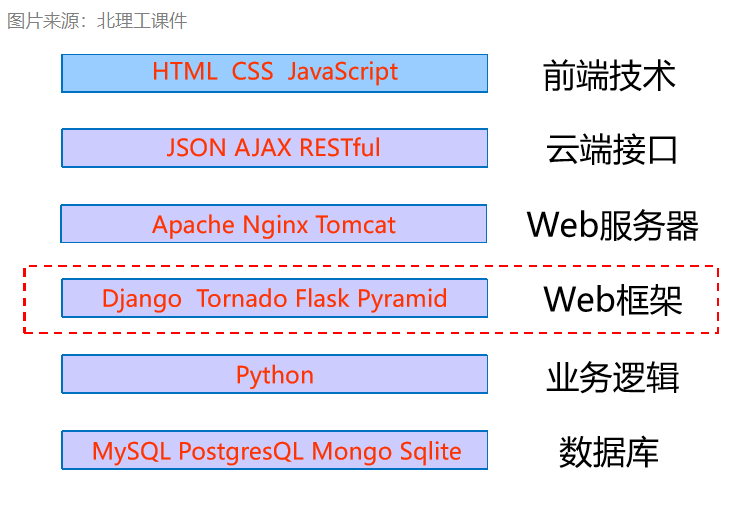 图片来源：北理工课件
HTML CSS JavaScript 前端技术
JSON AJAX RESTful 云端接口
Apache Nginx Tomcat Web服务器
Django Tornado Flask Pyramid Web框架
Python 业务逻辑
MySQL PostgresQL Mongo Sqlite 数据库